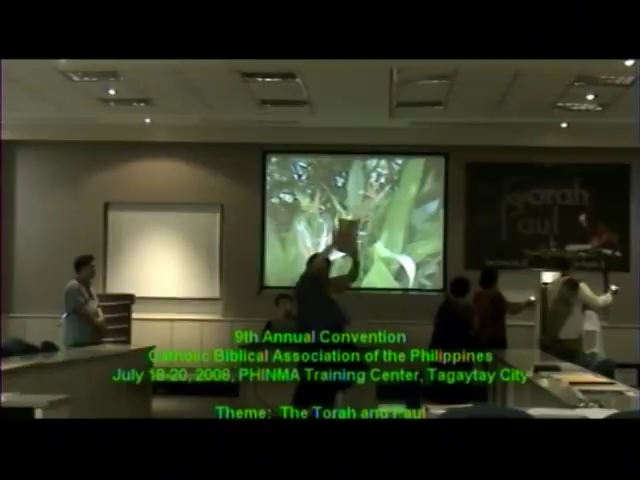 Torah
Paul
9th Annual Convention
Catholic Biblical Association of the Philippines
July 18-20, 2008, PHINMA Training Center, Tagaytay City
Theme: The Torah and Paul